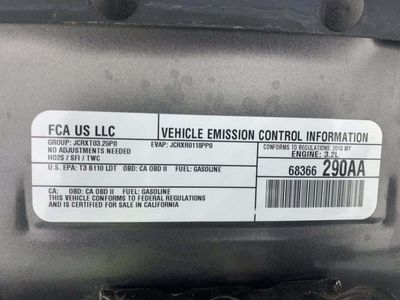 FCA US LLC
VEHICLE EMISSION CONTROL INFORMATION
GROUP: JCRXT03.25P0 EVAP: JCRXR0118PP0
NO ADJUSTMENTS NEEDED
HO2S / SFI / TWC
CONFORMS TO REGULATIONS: 2018 MY
ENGINE: 3.2L
U.S. EPA: T3 B110 LDT OBD: CA OBD II FUEL: GASOLINE
68366 290AA
CA: OBD: CA OBD II FUEL: GASOLINE
THIS VEHICLE CONFORMS TO FEDERAL REGULATIONS
AND IS CERTIFIED FOR SALE IN CALIFORNIA